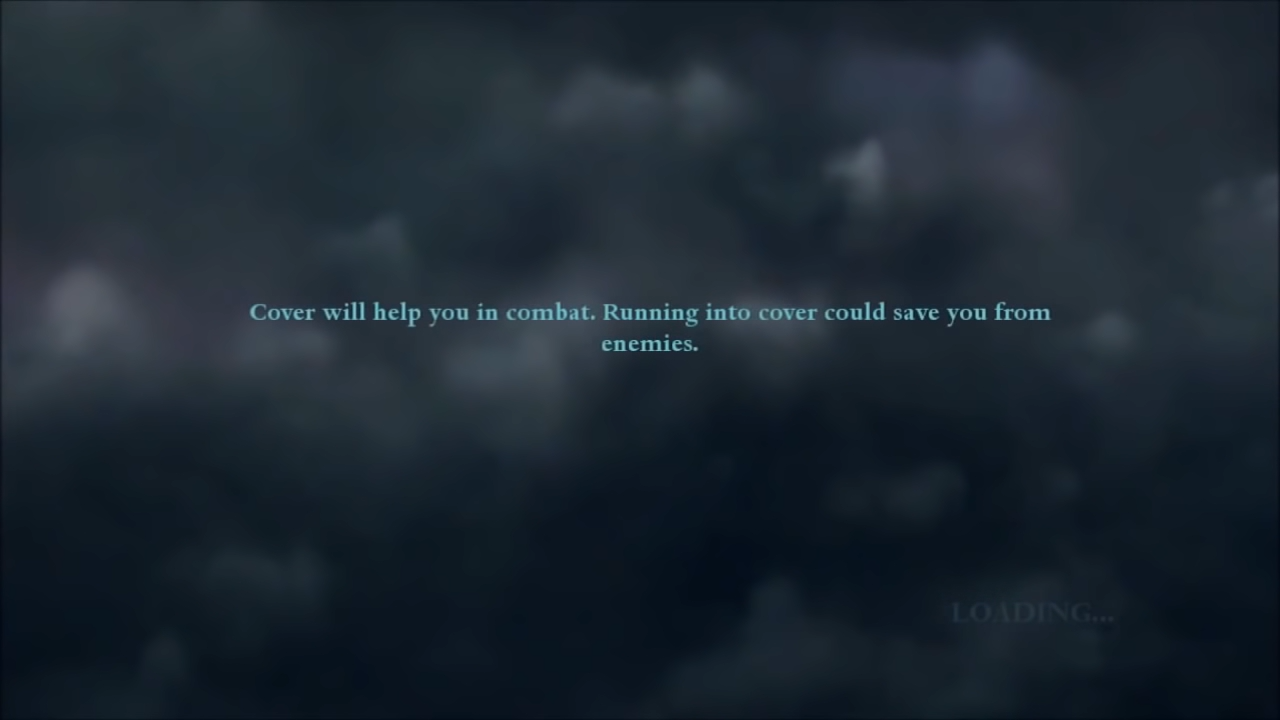 Cover will help you in combat. Running into cover could save you from
enemies.
LOADING...